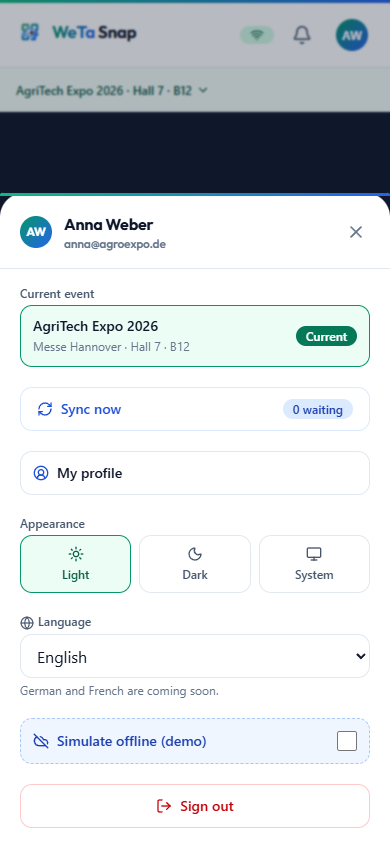 WeTa Snap
AW
AgriTech Expo 2026 · Hall 7 · B12
AW
Anna Weber
anna@agroexpo.de
Current event
AgriTech Expo 2026
Messe Hannover · Hall 7 · B12
Current
Sync now
0 waiting
My profile
Appearance
Light
Dark
System
Language
English
German and French are coming soon.
Simulate offline (demo)
Sign out